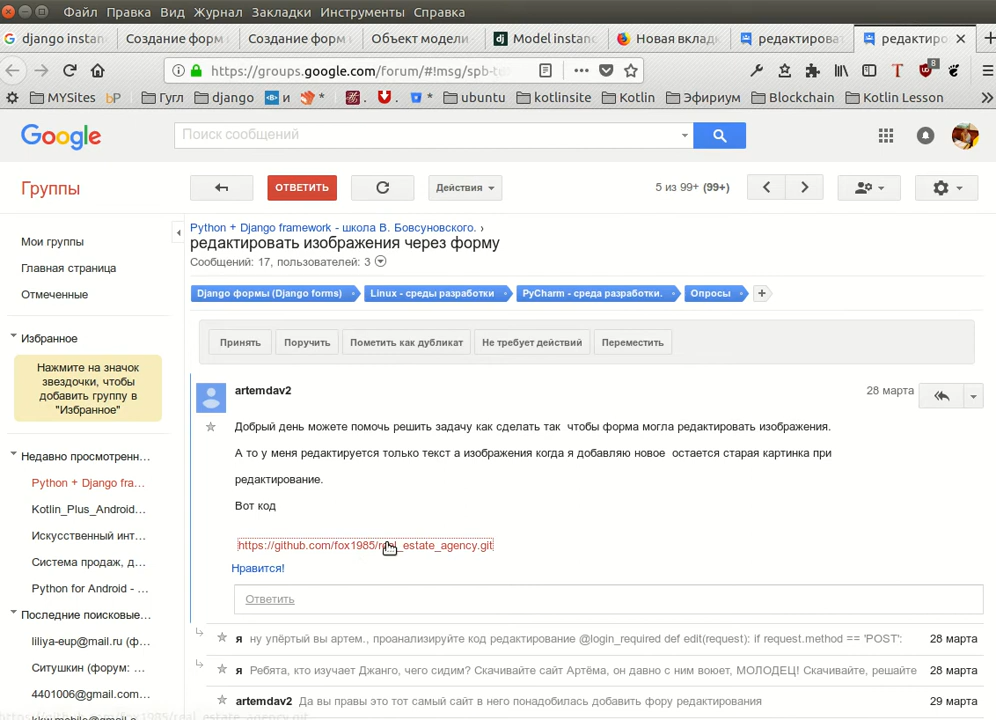 Файл Правка Вид Журнал Закладки Инструменты Справка
django instan
Создание форм
Создание форм
Объект модели
Model instanc
Новая вкладк
редактироват
редактиро
https://groups.google.com/forum/#!msg/spb-tu
8
MYSites
bP
Гугл
django
и
*
.
.
*
ubuntu
kotlinsite
Kotlin
Эфириум
Blockchain
Kotlin Lesson
Google
Поиск сообщений
Группы
ОТВЕТИТЬ
Действия
5 из 99+ (99+)
Python + Django framework - школа В. Бовсуновского. ›
редактировать изображения через форму
Сообщений: 17, пользователей: 3
Django формы (Django forms)
Linux - среды разработки
PyCharm - среда разработки.
Опросы
+
Принять
Поручить
Пометить как дубликат
Не требует действий
Переместить
Мои группы
Главная страница
Отмеченные
Избранное
Нажмите на значок
звездочки, чтобы
добавить группу в
"Избранное"
Недавно просмотренн…
Python + Django fra…
Kotlin_Plus_Android…
Искусственный инт…
Система продаж, д…
Python for Android - …
Последние поисковые…
liliya-eup@mail.ru (ф…
Ситушкин (форум: …
4401006@gmail.com…
artemdav2
28 марта
Добрый день можете помочь решить задачу как сделать так чтобы форма могла редактировать изображения.
А то у меня редактируется только текст а изображения когда я добавляю новое остается старая картинка при
редактирование.
Вот код
https://github.com/fox1985/real_estate_agency.git
Нравится!
Ответить
я ну упёртый вы артем., проанализируйте код редактирование @login_required def edit(request): if request.method == 'POST': 28 марта
я Ребята, кто изучает Джанго, чего сидим? Скачивайте сайт Артёма, он давно с ним воюет, МОЛОДЕЦ! Скачивайте, решайте 28 марта
artemdav2 Да вы правы это тот самый сайт в него понадобилась добавить фору редактирования 29 марта